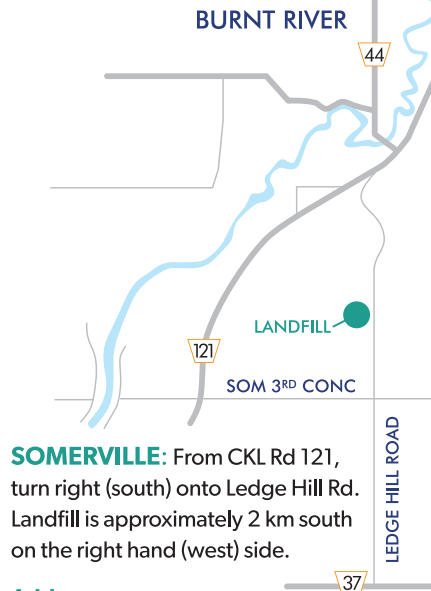 BURNT RIVER
44
LANDFILL
121
SOM 3RD CONC
LEDGE HILL ROAD
SOMERVILLE: From CKL Rd 121,
turn right (south) onto Ledge Hill Rd.
Landfill is approximately 2 km south
on the right hand (west) side.
37